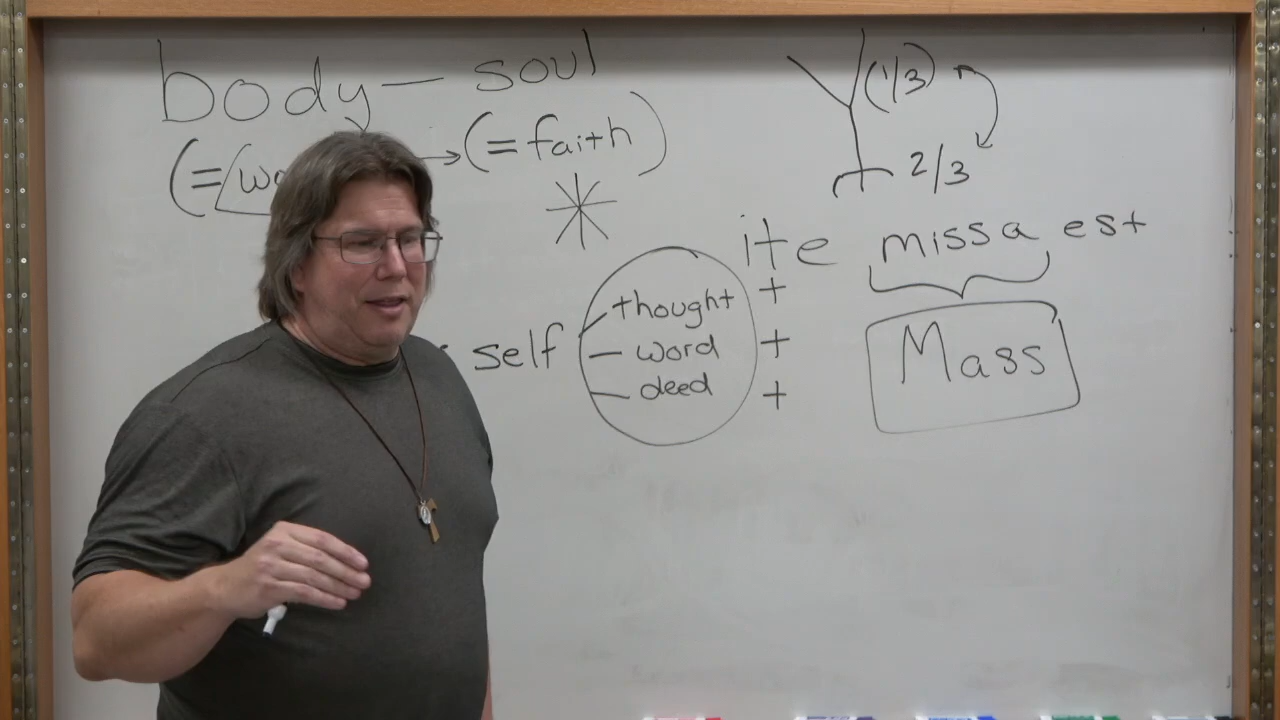 body — soul
(= → (= faith)
(1/3)
2/3
ite missa est
self
thought +
— word +
— deed +
Mass